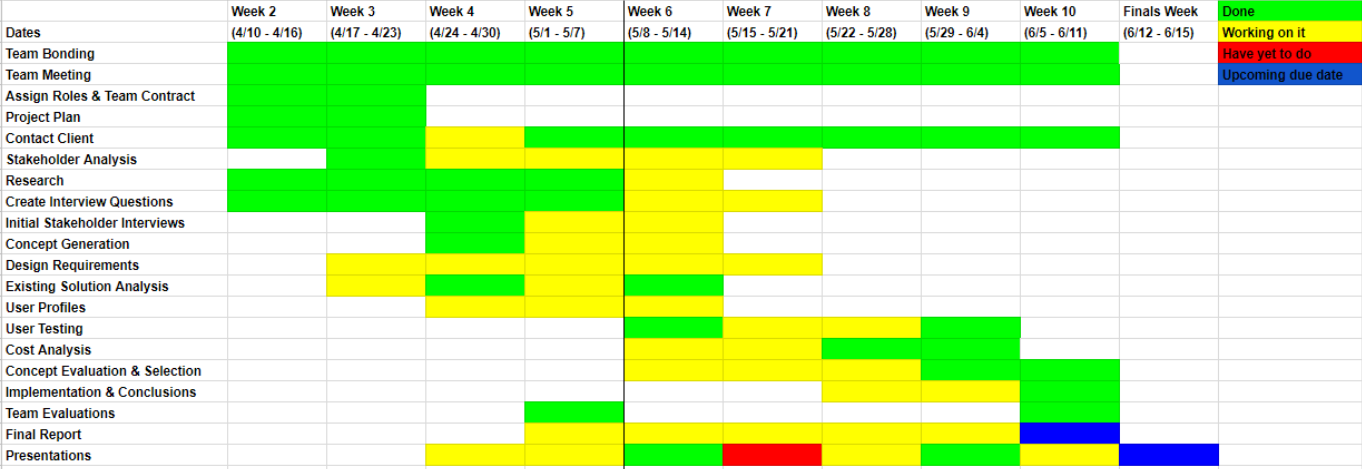 Week 2 Week 3 Week 4 Week 5 Week 6 Week 7 Week 8 Week 9 Week 10 Finals Week Done
Dates (4/10 - 4/16) (4/17 - 4/23) (4/24 - 4/30) (5/1 - 5/7) (5/8 - 5/14) (5/15 - 5/21) (5/22 - 5/28) (5/29 - 6/4) (6/5 - 6/11) (6/12 - 6/15) Working on it
Team Bonding Have yet to do
Team Meeting Upcoming due date
Assign Roles & Team Contract
Project Plan
Contact Client
Stakeholder Analysis
Research
Create Interview Questions
Initial Stakeholder Interviews
Concept Generation
Design Requirements
Existing Solution Analysis
User Profiles
User Testing
Cost Analysis
Concept Evaluation & Selection
Implementation & Conclusions
Team Evaluations
Final Report
Presentations